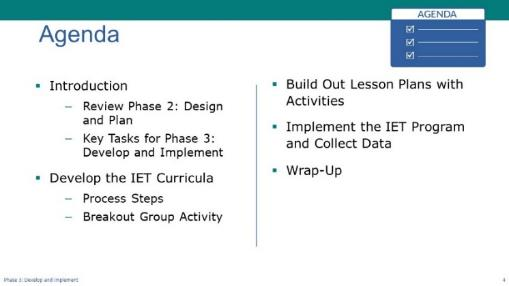 AGENDA
Agenda
▪ Introduction
– Review Phase 2: Design
and Plan
– Key Tasks for Phase 3:
Develop and Implement
▪ Develop the IET Curricula
– Process Steps
– Breakout Group Activity
▪ Build Out Lesson Plans with
Activities
▪ Implement the IET Program
and Collect Data
▪ Wrap-Up
Phase 3: Develop and Implement
4